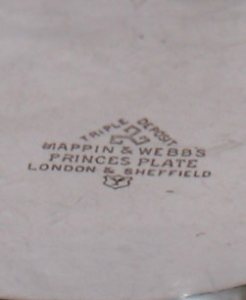 TRIPLE DEPOSIT
MAPPIN & WEBB'S
PRINCES PLATE
LONDON & SHEFFIELD